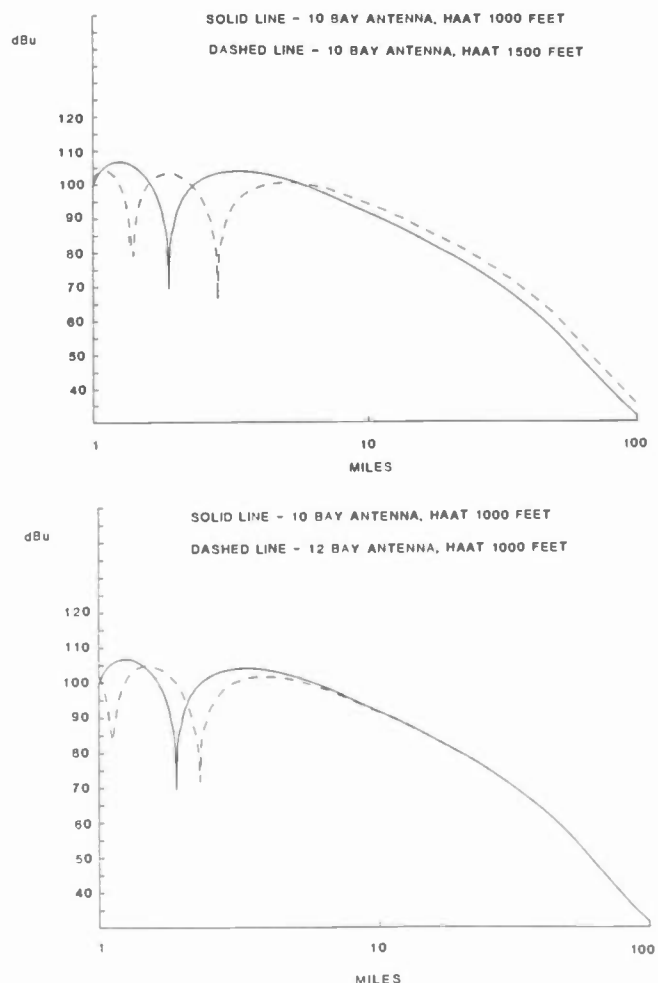 SOLID LINE - 10 BAY ANTENNA, HAAT 1000 FEET
dBu
DASHED LINE - 10 BAY ANTENNA, HAAT 1500 FEET
120
110
100
90
80
70
60
50
40
1 10 100
MILES
SOLID LINE - 10 BAY ANTENNA, HAAT 1000 FEET
dBu
DASHED LINE - 12 BAY ANTENNA, HAAT 1000 FEET
120
110
100
90
80
70
60
50
40
1 10 100
MILES